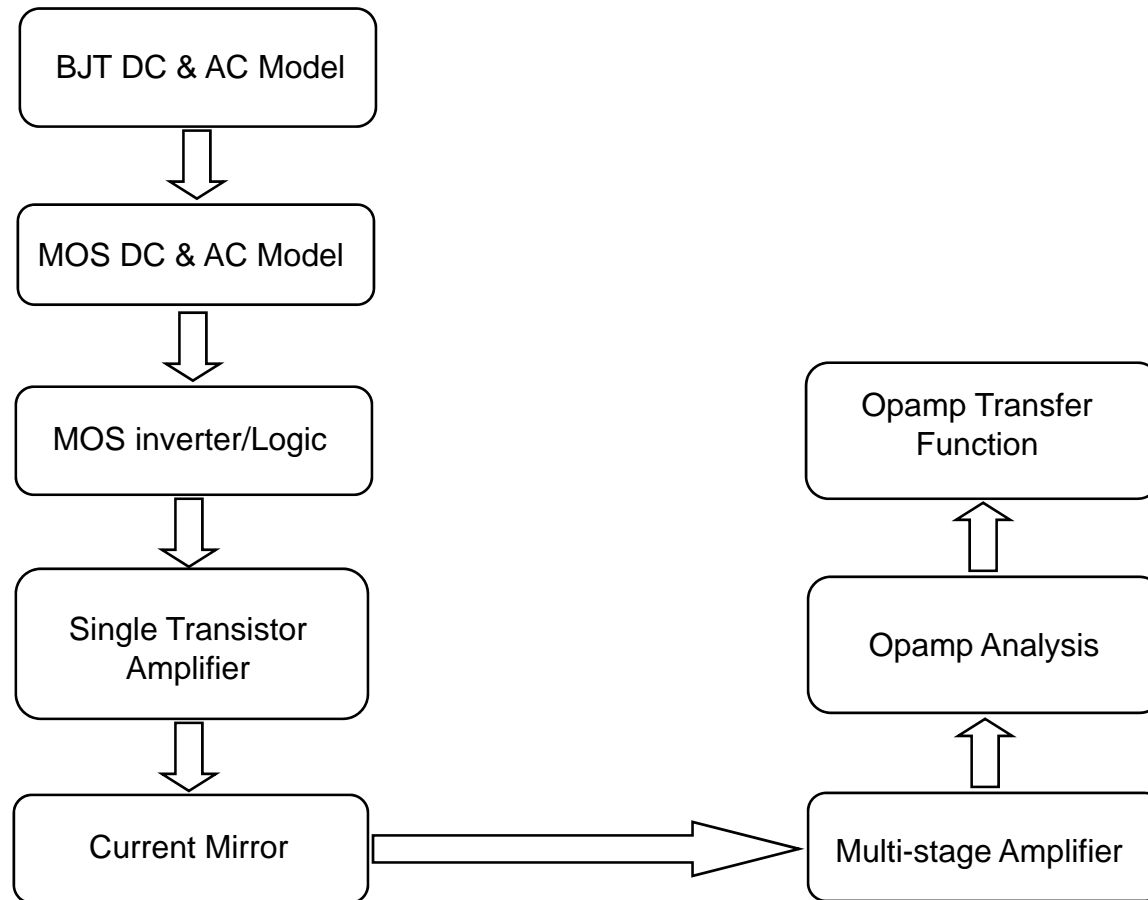 BJT DC & AC Model
MOS DC & AC Model
MOS inverter/Logic
Single Transistor
Amplifier
Current Mirror
Multi-stage Amplifier
Opamp Analysis
Opamp Transfer
Function